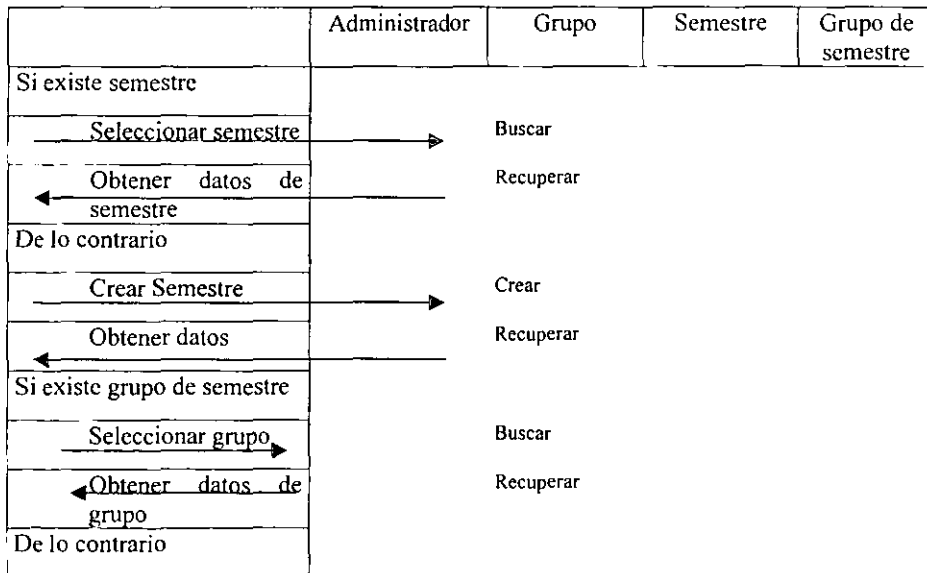 Administrador Grupo Semestre Grupo de
semestre
Si existe semestre
Seleccionar semestre Buscar
Obtener datos de Recuperar
semestre
De lo contrario
Crear Semestre Crear
Obtener datos Recuperar
Si existe grupo de semestre
Seleccionar grupo Buscar
Obtener datos de Recuperar
grupo
De lo contrario